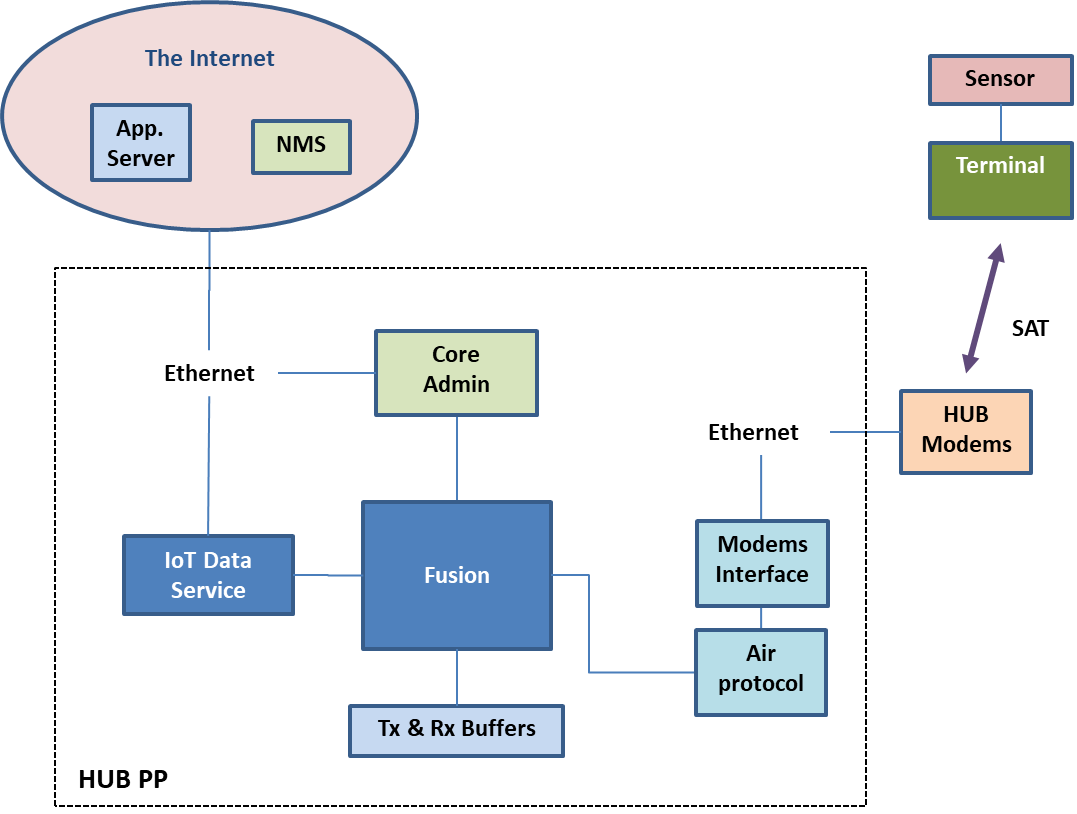 The Internet
App.
Server
NMS
Sensor
Terminal
SAT
Ethernet
Core
Admin
HUB
Modems
Ethernet
IoT Data
Service
Fusion
Modems
Interface
Air
protocol
Tx & Rx Buffers
HUB PP